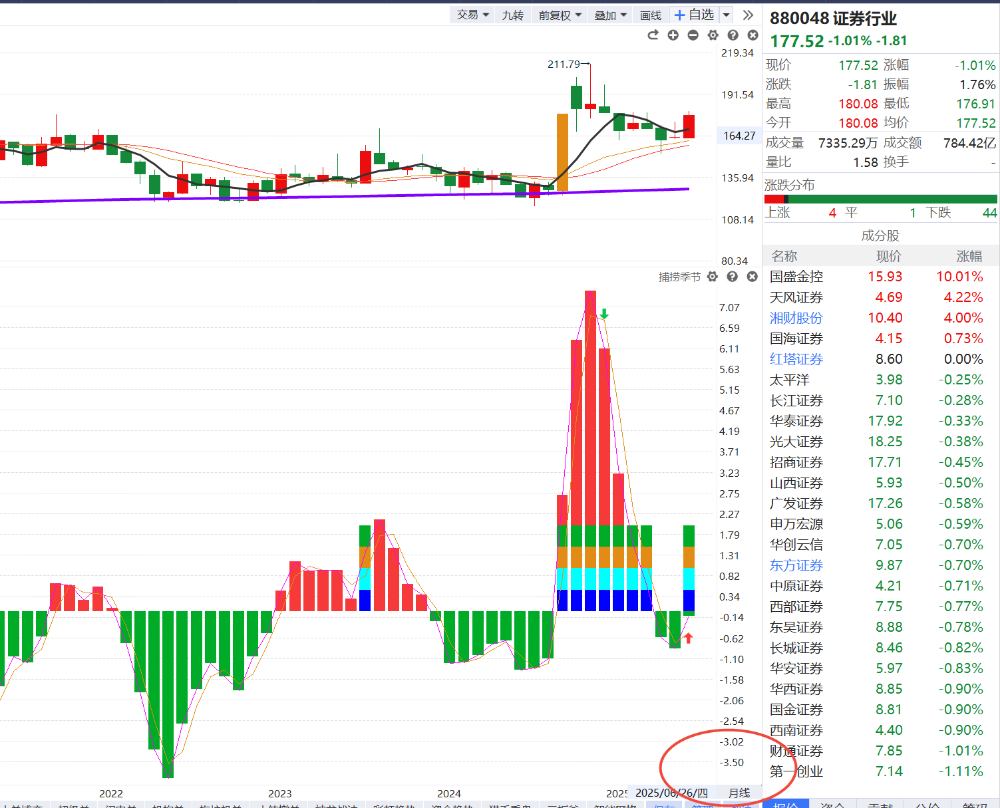 交易 九转 前复权 叠加 画线 自选
880048 证券行业
177.52 -1.01% -1.81
现价 177.52 涨幅 -1.01%
涨跌 -1.81 振幅 1.76%
最高 180.08 最低 176.91
今开 180.08 均价 177.52
成交量 7335.29万 成交额 784.42亿
量比 1.58 换手 -
涨跌分布
上涨 4 平 1 下跌 44
成分股
名称 现价 涨幅
国盛金控 15.93 10.01%
天风证券 4.69 4.22%
湘财股份 10.40 4.00%
国海证券 4.15 0.73%
红塔证券 8.60 0.00%
太平洋 3.98 -0.25%
长江证券 7.10 -0.28%
华泰证券 17.92 -0.33%
光大证券 18.25 -0.38%
招商证券 17.71 -0.45%
山西证券 5.93 -0.50%
广发证券 17.26 -0.58%
申万宏源 5.06 -0.59%
华创云信 7.05 -0.70%
东方证券 9.87 -0.70%
中原证券 4.21 -0.71%
西部证券 7.75 -0.77%
东吴证券 8.88 -0.78%
长城证券 8.46 -0.82%
华安证券 5.97 -0.83%
华西证券 8.85 -0.90%
国金证券 8.81 -0.90%
西南证券 4.40 -0.90%
财通证券 7.85 -1.01%
第一创业 7.14 -1.11%
219.34
211.79
191.54
164.27
135.94
108.14
80.34
捕捞季节
7.07
6.59
6.11
5.63
5.15
4.67
4.19
3.71
3.23
2.75
2.27
1.79
1.31
0.82
0.34
-0.14
-0.62
-1.10
-1.58
-2.06
-2.54
-3.02
-3.50
2022 2023 2024 2025 2025/06/26/四 月线